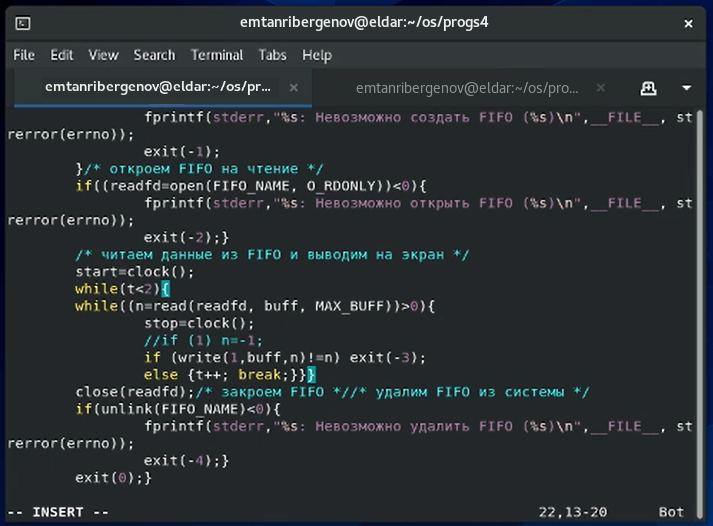 emtanribergenov@eldar:~/os/progs4
File Edit View Search Terminal Tabs Help
emtanribergenov@eldar:~/os/pr... × emtanribergenov@eldar:~/os/pro... ×
fprintf(stderr,"%s: Невозможно создать FIFO (%s)\n",__FILE__, st
rerror(errno));
exit(-1);
}/* откроем FIFO на чтение */
if((readfd=open(FIFO_NAME, O_RDONLY))<0){
fprintf(stderr,"%s: Невозможно открыть FIFO (%s)\n",__FILE__, st
rerror(errno));
exit(-2);}
/* читаем данные из FIFO и выводим на экран */
start=clock();
while(t<2){
while((n=read(readfd, buff, MAX_BUFF))>0){
stop=clock();
//if (1) n=-1;
if (write(1,buff,n)!=n) exit(-3);
else {t++; break;}}}
close(readfd);/* закроем FIFO *//* удалим FIFO из системы */
if(unlink(FIFO_NAME)<0){
fprintf(stderr,"%s: Невозможно удалить FIFO (%s)\n",__FILE__, st
rerror(errno));
exit(-4);}
exit(0);}
-- INSERT -- 22,13-20 Bot